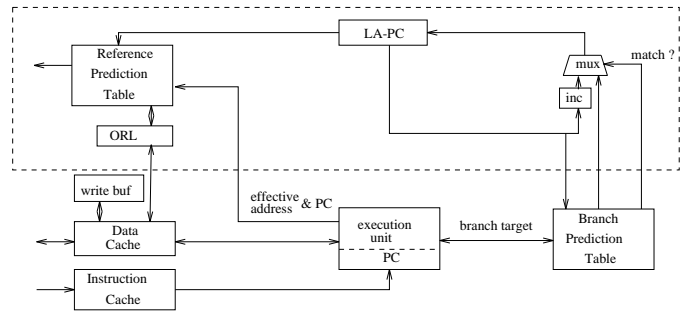 LA-PC
Reference
Prediction
Table
mux
match ?
inc
ORL
write buf
effective
address & PC
Data
Cache
execution
unit
PC
branch target
Branch
Prediction
Table
Instruction
Cache